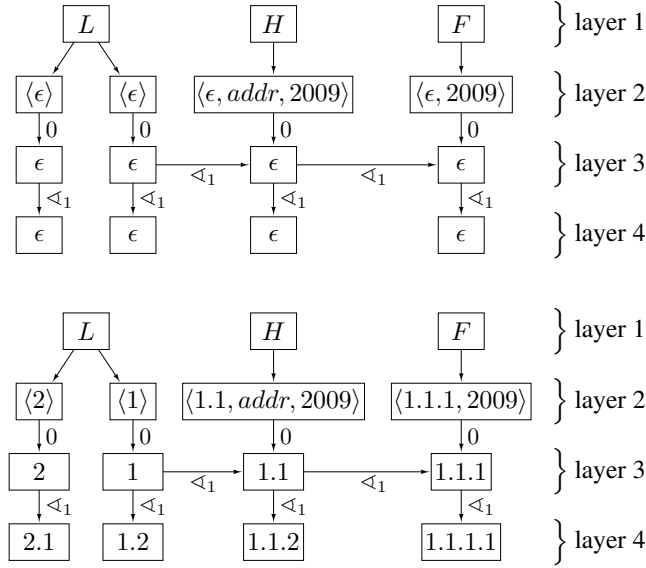 L H F } layer 1
⟨ϵ⟩ ⟨ϵ⟩ ⟨ϵ, addr, 2009⟩ ⟨ϵ, 2009⟩ } layer 2
0 0 0 0
ϵ ϵ ϵ ϵ } layer 3
∢₁ ∢₁
∢₁ ∢₁ ∢₁ ∢₁
ϵ ϵ ϵ ϵ } layer 4
L H F } layer 1
⟨2⟩ ⟨1⟩ ⟨1.1, addr, 2009⟩ ⟨1.1.1, 2009⟩ } layer 2
0 0 0 0
2 1 1.1 1.1.1 } layer 3
∢₁ ∢₁
∢₁ ∢₁ ∢₁ ∢₁
2.1 1.2 1.1.2 1.1.1.1 } layer 4